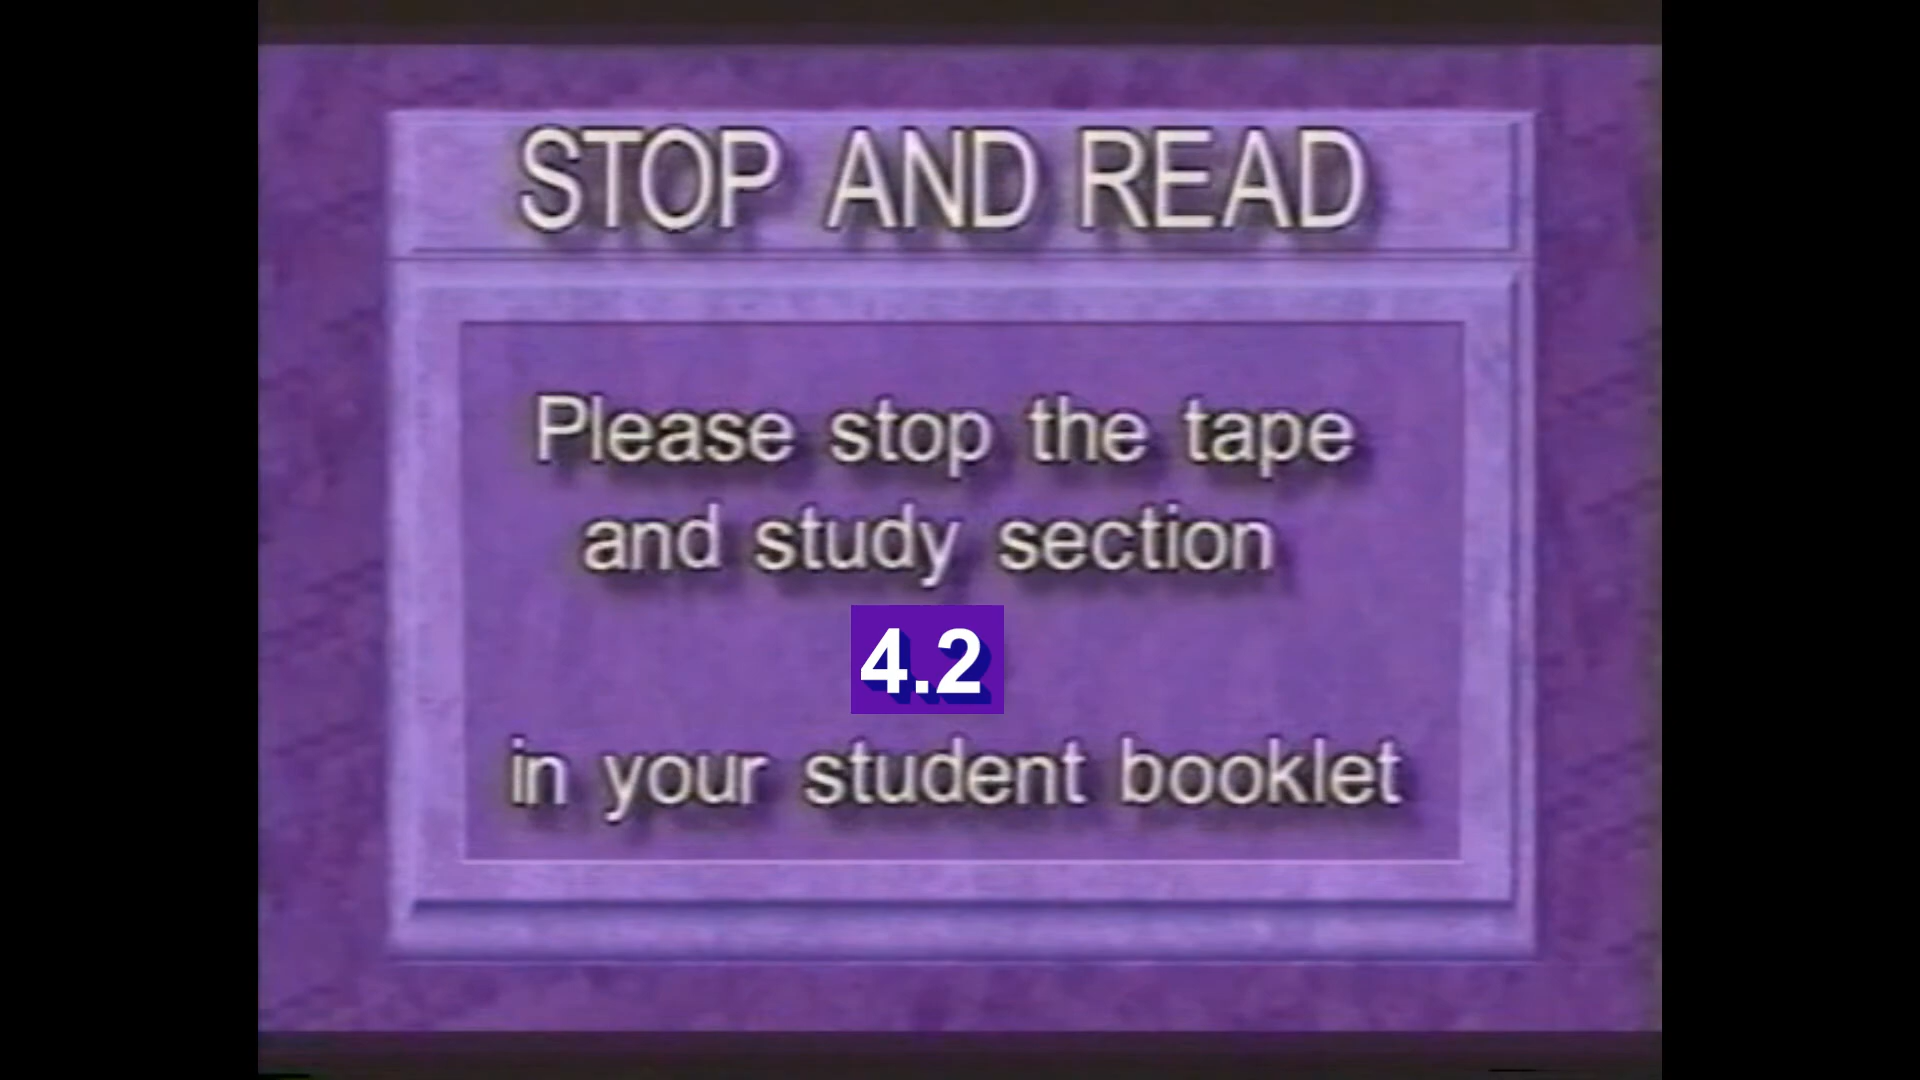 STOP AND READ
Please stop the tape
and study section
4.2
in your student booklet